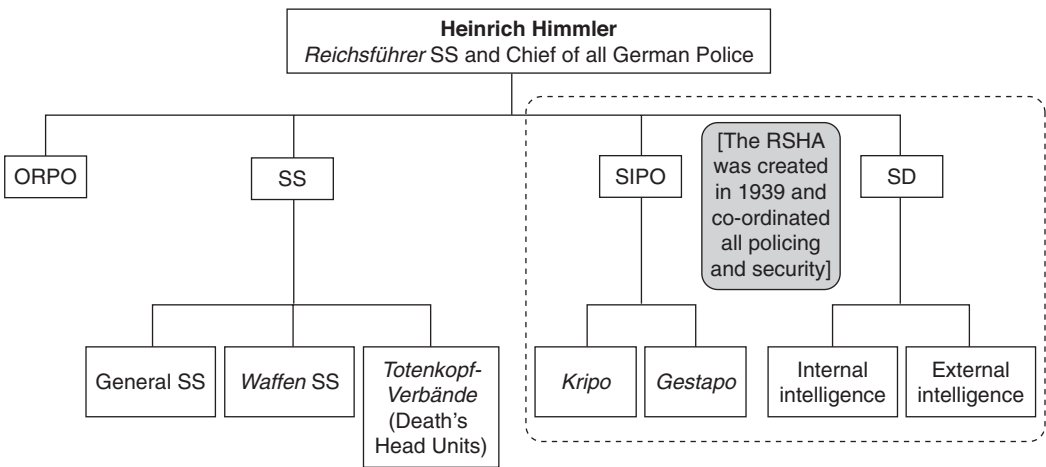 Heinrich Himmler
Reichsführer SS and Chief of all German Police
ORPO
SS
SIPO
[The RSHA
was created
in 1939 and
co-ordinated
all policing
and security]
SD
General SS
Waffen SS
Totenkopf-
Verbände
(Death's
Head Units)
Kripo
Gestapo
Internal
intelligence
External
intelligence